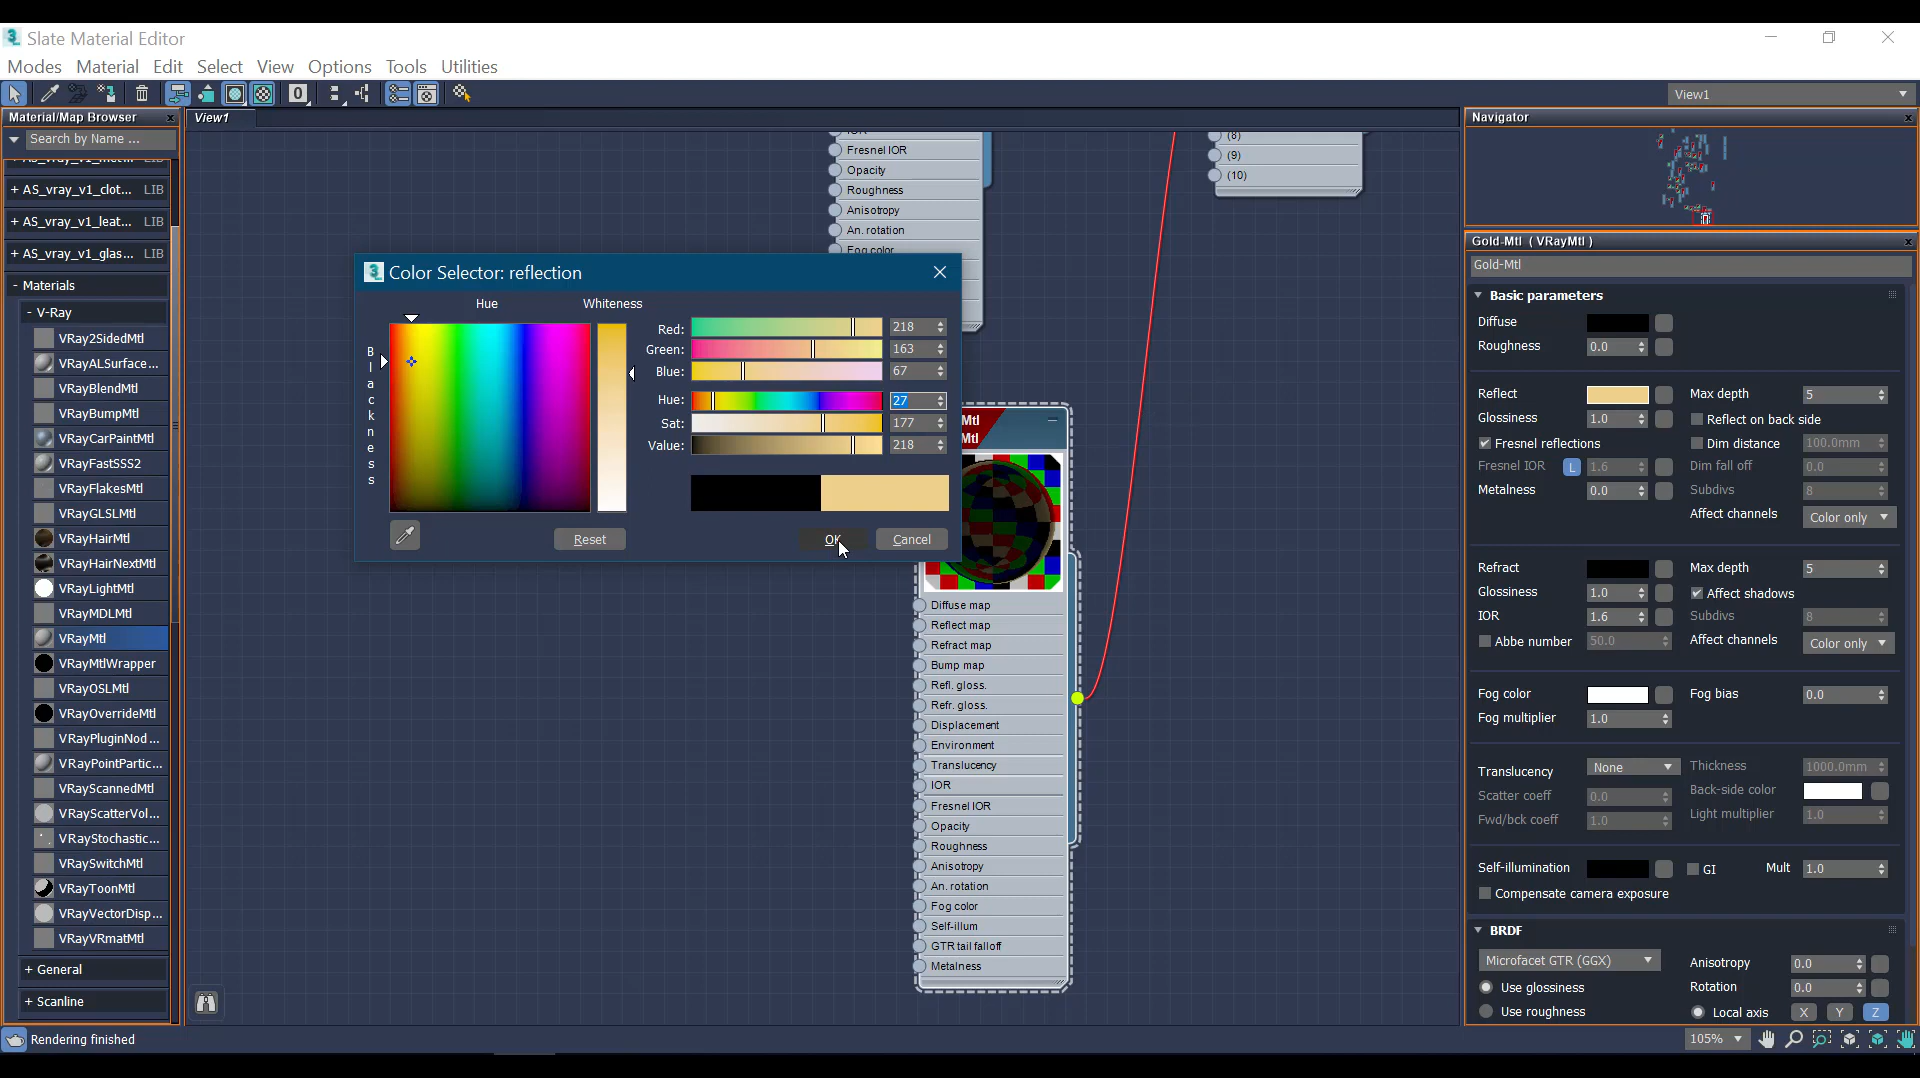 Slate Material Editor
Modes Material Edit Select View Options Tools Utilities
0
View1
Material/Map Browser
Search by Name ...
+ AS_vray_v1_clot... LIB
+ AS_vray_v1_leat... LIB
+ AS_vray_v1_glas... LIB
- Materials
- V-Ray
VRay2SidedMtl
VRayALSurface...
VRayBlendMtl
VRayBumpMtl
VRayCarPaintMtl
VRayFastSSS2
VRayFlakesMtl
VRayGLSLMtl
VRayHairMtl
VRayHairNextMtl
VRayLightMtl
VRayMDLMtl
VRayMtl
VRayMtlWrapper
VRayOSLMtl
VRayOverrideMtl
VRayPluginNod...
VRayPointPartic...
VRayScannedMtl
VRayScatterVol...
VRayStochastic...
VRaySwitchMtl
VRayToonMtl
VRayVectorDisp...
VRayVRmatMtl
+ General
+ Scanline
Rendering finished
View1
IOR
Fresnel IOR
Opacity
Roughness
Anisotropy
An. rotation
Fog color
(8)
(9)
(10)
Color Selector: reflection
Hue
Whiteness
Blackness
Red: 218
Green: 163
Blue: 67
Hue: 27
Sat: 177
Value: 218
Reset
OK
Cancel
Mtl
Mtl
Diffuse map
Reflect map
Refract map
Bump map
Refl. gloss.
Refr. gloss.
Displacement
Environment
Translucency
IOR
Fresnel IOR
Opacity
Roughness
Anisotropy
An. rotation
Fog color
Self-illum
GTR tail falloff
Metalness
Navigator
Gold-Mtl ( VRayMtl )
Gold-Mtl
Basic parameters
Diffuse
Roughness 0.0
Reflect Max depth 5
Glossiness 1.0 Reflect on back side
Fresnel reflections Dim distance 100.0mm
Fresnel IOR L 1.6 Dim fall off 0.0
Metalness 0.0 Subdivs 8
Affect channels Color only
Refract Max depth 5
Glossiness 1.0 Affect shadows
IOR 1.6 Subdivs 8
Abbe number 50.0 Affect channels Color only
Fog color Fog bias 0.0
Fog multiplier 1.0
Translucency None Thickness 1000.0mm
Scatter coeff 0.0 Back-side color
Fwd/bck coeff 1.0 Light multiplier 1.0
Self-illumination GI Mult 1.0
Compensate camera exposure
BRDF
Microfacet GTR (GGX) Anisotropy 0.0
Use glossiness Rotation 0.0
Use roughness Local axis X Y Z
105%